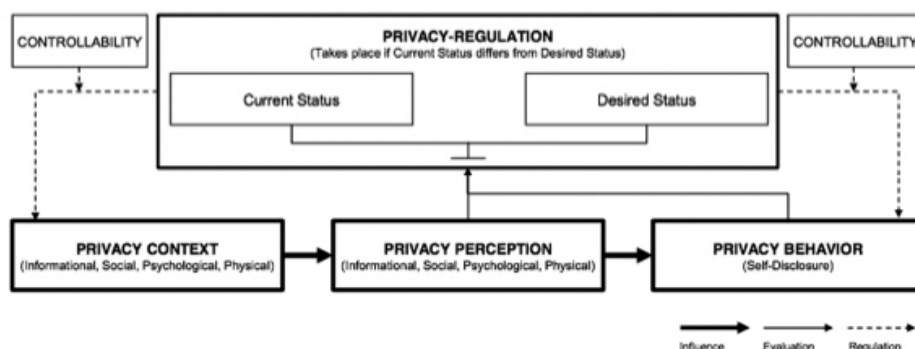 CONTROLLABILITY
PRIVACY-REGULATION
(Takes place if Current Status differs from Desired Status)
CONTROLLABILITY
Current Status
Desired Status
PRIVACY CONTEXT
(Informational, Social, Psychological, Physical)
PRIVACY PERCEPTION
(Informational, Social, Psychological, Physical)
PRIVACY BEHAVIOR
(Self-Disclosure)
Influence
Evaluation
Regulation